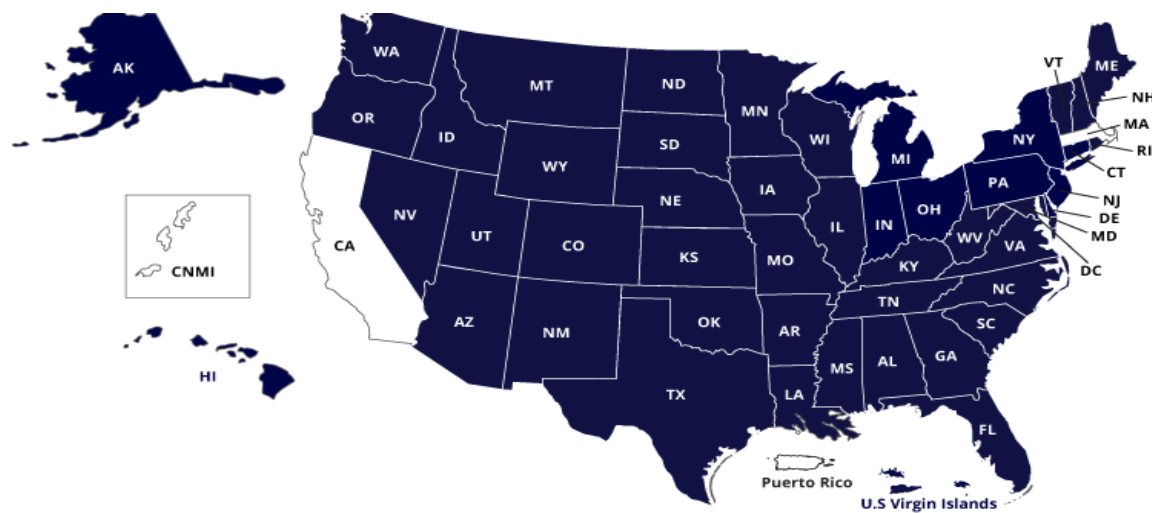 AK
WA
MT
ND
MN
VT
ME
NH
OR
ID
SD
WI
MI
NY
MA
RI
WY
CT
NV
UT
CO
NE
IA
IL
IN
OH
PA
NJ
DE
MD
DC
CA
KS
MO
KY
WV
VA
CNMI
AZ
NM
OK
AR
TN
NC
SC
HI
TX
LA
MS
AL
GA
FL
Puerto Rico
U.S Virgin Islands